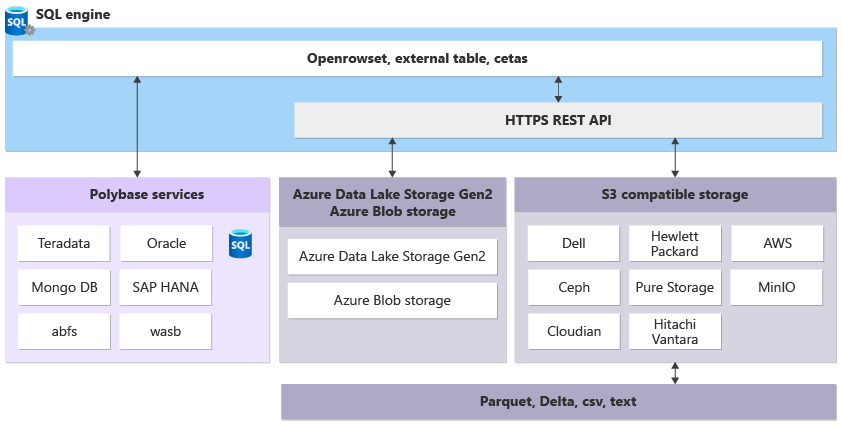 SQL engine
SQL
Openrowset, external table, cetas
HTTPS REST API
Polybase services
Teradata
Oracle
SQL
Mongo DB
SAP HANA
abfs
wasb
Azure Data Lake Storage Gen2
Azure Blob storage
Azure Data Lake Storage Gen2
Azure Blob storage
S3 compatible storage
Dell
Hewlett
Packard
AWS
Ceph
Pure Storage
MinIO
Cloudian
Hitachi
Vantara
Parquet, Delta, csv, text